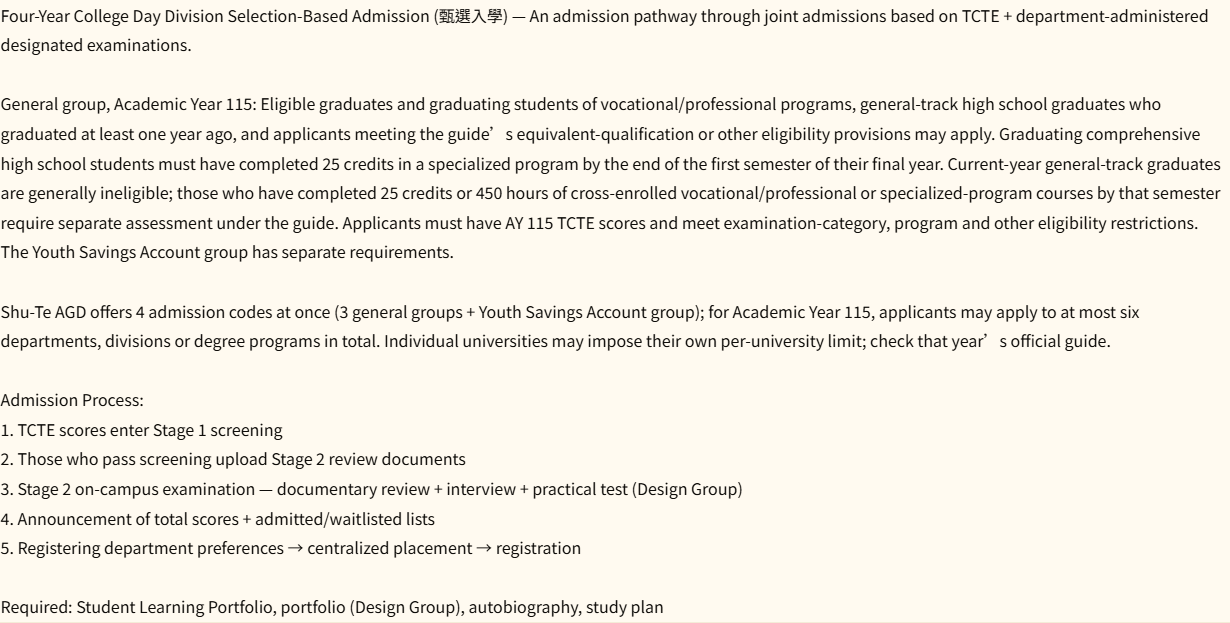 Four-Year College Day Division Selection-Based Admission (甄選入學) — An admission pathway through joint admissions based on TCTE + department-administered
designated examinations.
General group, Academic Year 115: Eligible graduates and graduating students of vocational/professional programs, general-track high school graduates who
graduated at least one year ago, and applicants meeting the guide’s equivalent-qualification or other eligibility provisions may apply. Graduating comprehensive
high school students must have completed 25 credits in a specialized program by the end of the first semester of their final year. Current-year general-track graduates
are generally ineligible; those who have completed 25 credits or 450 hours of cross-enrolled vocational/professional or specialized-program courses by that semester
require separate assessment under the guide. Applicants must have AY 115 TCTE scores and meet examination-category, program and other eligibility restrictions.
The Youth Savings Account group has separate requirements.
Shu-Te AGD offers 4 admission codes at once (3 general groups + Youth Savings Account group); for Academic Year 115, applicants may apply to at most six
departments, divisions or degree programs in total. Individual universities may impose their own per-university limit; check that year’s official guide.
Admission Process:
1. TCTE scores enter Stage 1 screening
2. Those who pass screening upload Stage 2 review documents
3. Stage 2 on-campus examination — documentary review + interview + practical test (Design Group)
4. Announcement of total scores + admitted/waitlisted lists
5. Registering department preferences → centralized placement → registration
Required: Student Learning Portfolio, portfolio (Design Group), autobiography, study plan